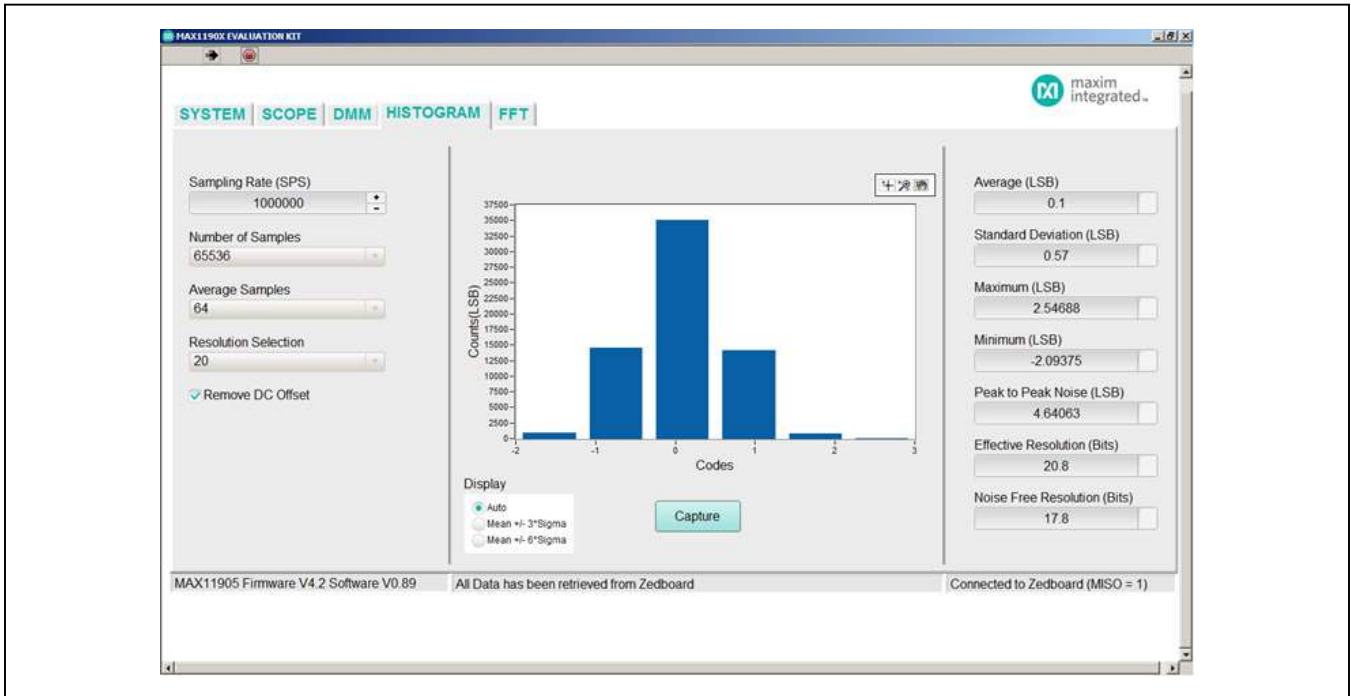 MAX1190X EVALUATION KIT
maxim
integrated™
SYSTEM SCOPE DMM HISTOGRAM FFT
Sampling Rate (SPS)
1000000
Number of Samples
65536
Average Samples
64
Resolution Selection
20
Remove DC Offset
Counts(LSB)
37500
35000
32500
30000
27500
25000
22500
20000
17500
15000
12500
10000
7500
5000
2500
0
-2 -1 0 1 2 3
Codes
Display
Auto
Mean +/- 3*Sigma
Mean +/- 6*Sigma
Capture
Average (LSB)
0.1
Standard Deviation (LSB)
0.57
Maximum (LSB)
2.54688
Minimum (LSB)
-2.09375
Peak to Peak Noise (LSB)
4.64063
Effective Resolution (Bits)
20.8
Noise Free Resolution (Bits)
17.8
MAX11905 Firmware V4.2 Software V0.89
All Data has been retrieved from Zedboard
Connected to Zedboard (MISO = 1)